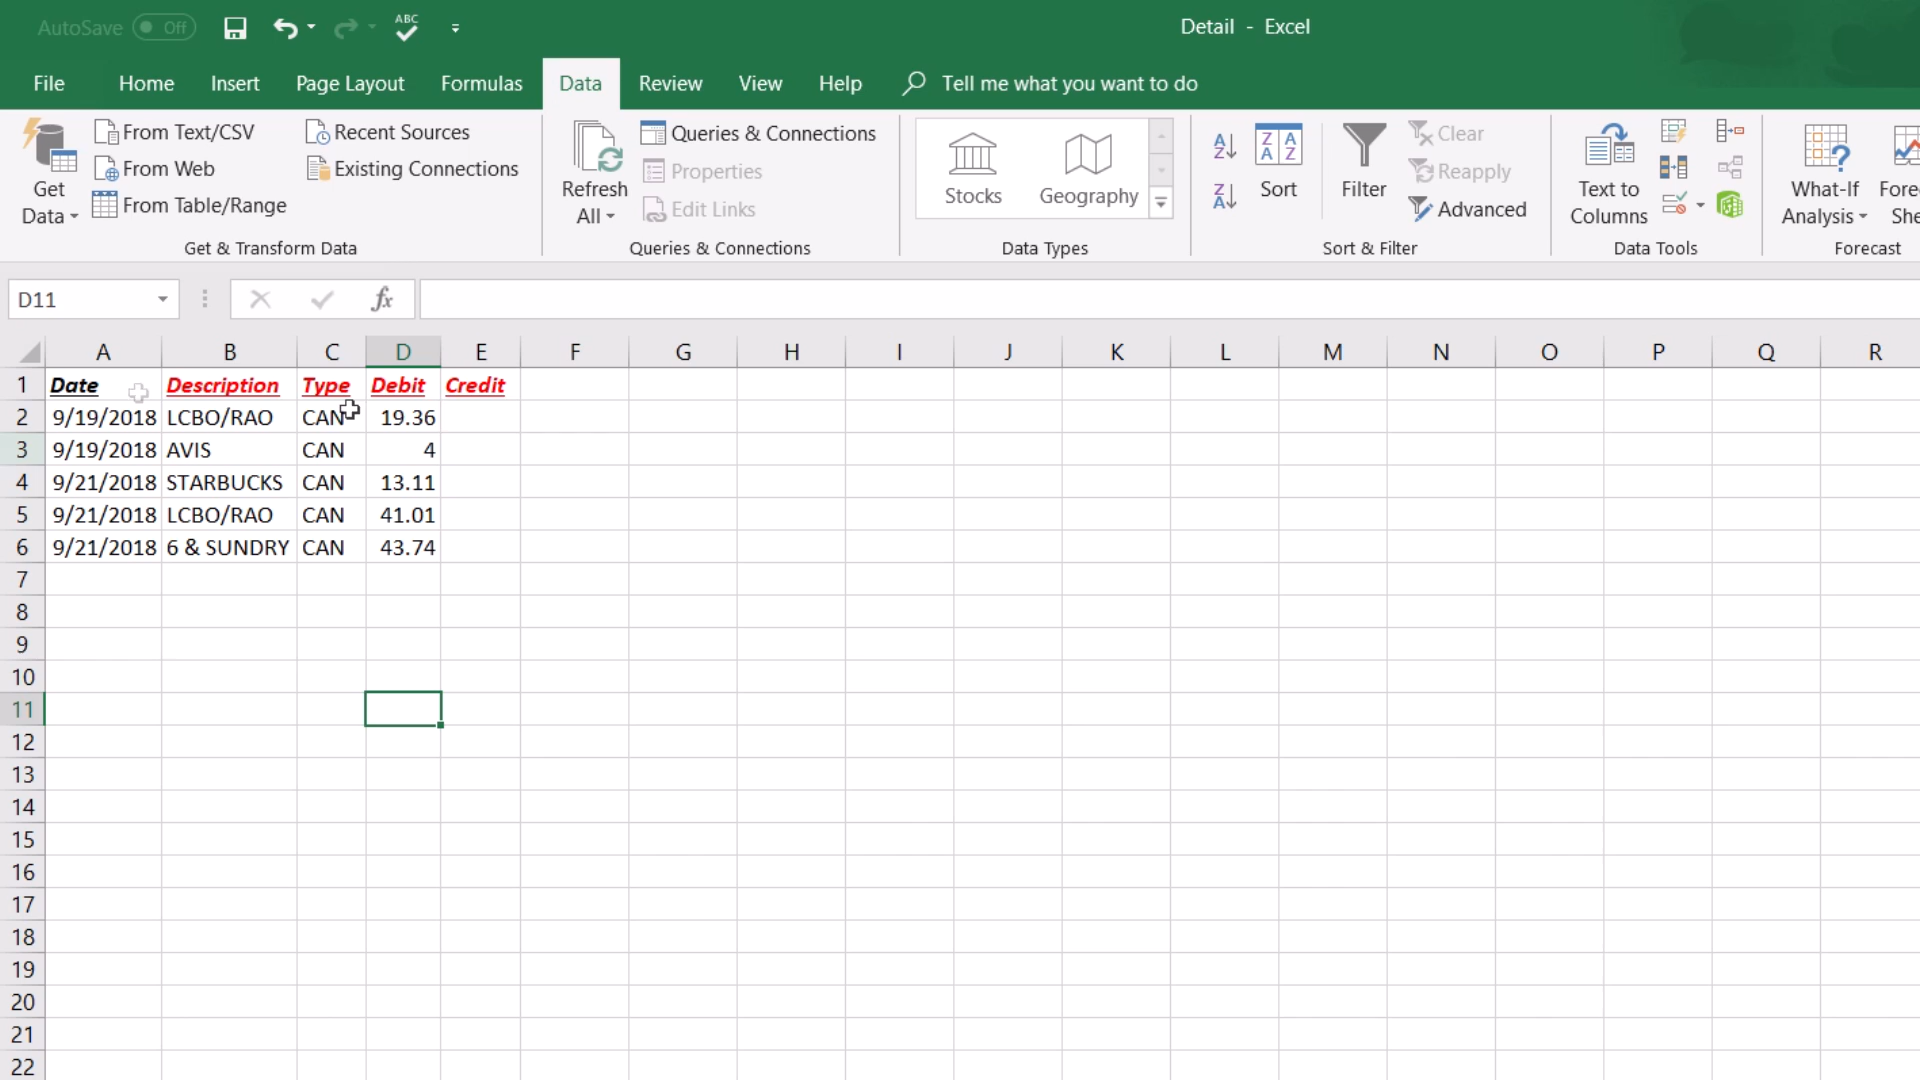 AutoSave Off ABC Detail - Excel
File Home Insert Page Layout Formulas Data Review View Help Tell me what you want to do
Get Data
From Text/CSV
From Web
From Table/Range
Recent Sources
Existing Connections
Get & Transform Data
Refresh All
Queries & Connections
Properties
Edit Links
Queries & Connections
Stocks
Geography
Data Types
A Z
Z A
Z A A Z
Sort
Filter
Clear
Reapply
Advanced
Sort & Filter
Text to
Columns
Data Tools
What-If
Analysis
Fore
She
Forecast
D11 fx
A B C D E F G H I J K L M N O P Q R
1 Date Description Type Debit Credit
2 9/19/2018 LCBO/RAO CAN 19.36
3 9/19/2018 AVIS CAN 4
4 9/21/2018 STARBUCKS CAN 13.11
5 9/21/2018 LCBO/RAO CAN 41.01
6 9/21/2018 6 & SUNDRY CAN 43.74
7
8
9
10
11
12
13
14
15
16
17
18
19
20
21
22